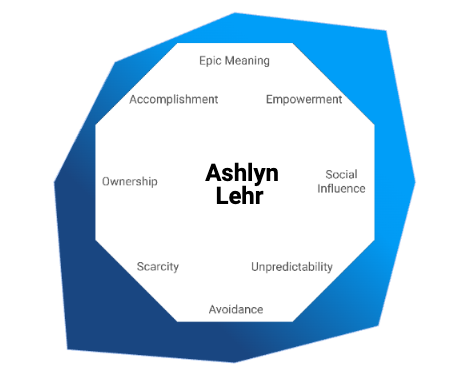 Epic Meaning
Accomplishment
Empowerment
Ownership
Ashlyn
Lehr
Social
Influence
Scarcity
Unpredictability
Avoidance